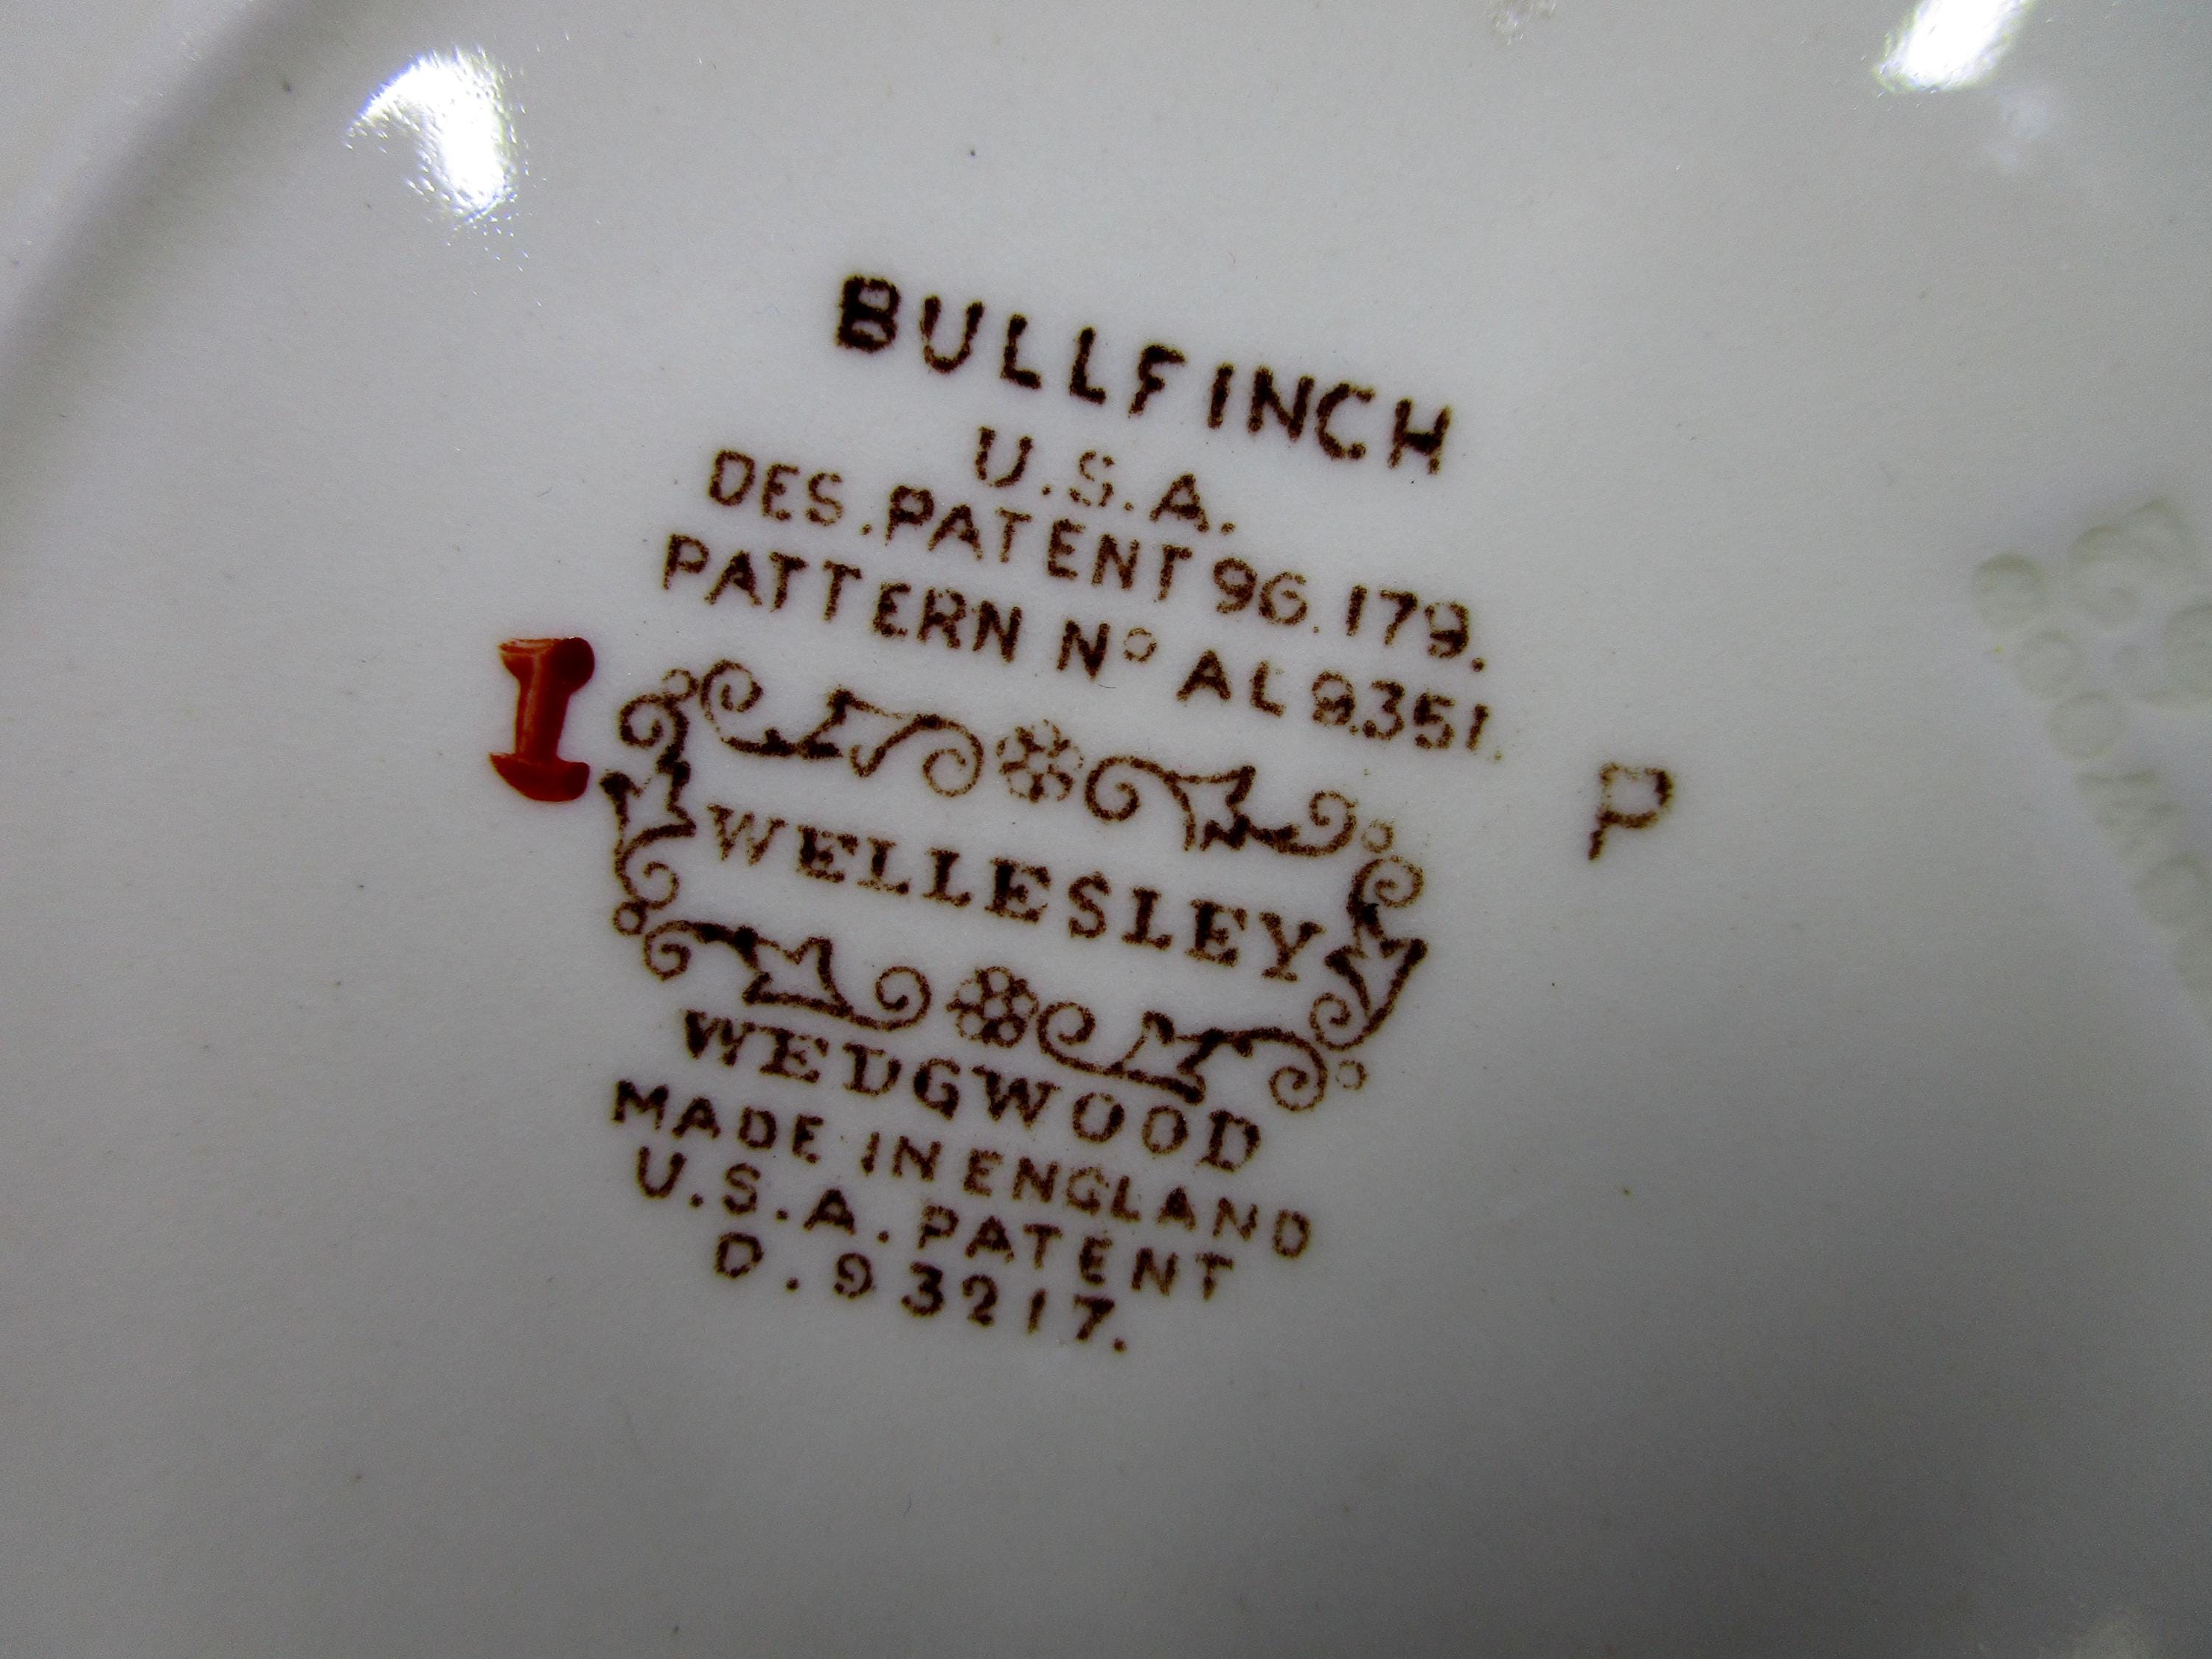 BULLFINCH
U.S.A.
DES. PATENT 96.179.
PATTERN Nº AL 9351.
I
P
WELLESLEY
WEDGWOOD
MADE IN ENGLAND
U.S.A. PATENT
D. 93217.